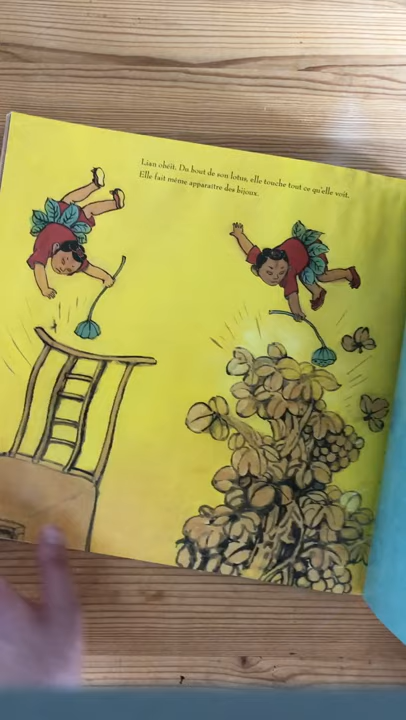 Lian obéit. Du bout de son lotus, elle touche tout ce qu'elle voit.
Elle fait même apparaître des bijoux.